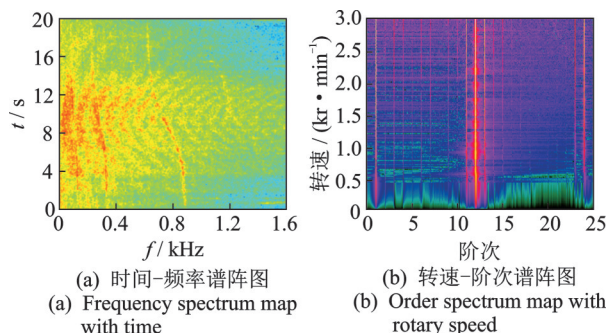 20
16
12
8
4
0
t / s
0 0.4 0.8 1.2 1.6
f / kHz
(a) 时间-频率谱阵图
(a) Frequency spectrum map
with time
3.0
2.5
2.0
1.5
1.0
0.5
0
转速 / (kr·min⁻¹)
0 5 10 15 20 25
阶次
(b) 转速-阶次谱阵图
(b) Order spectrum map with
rotary speed